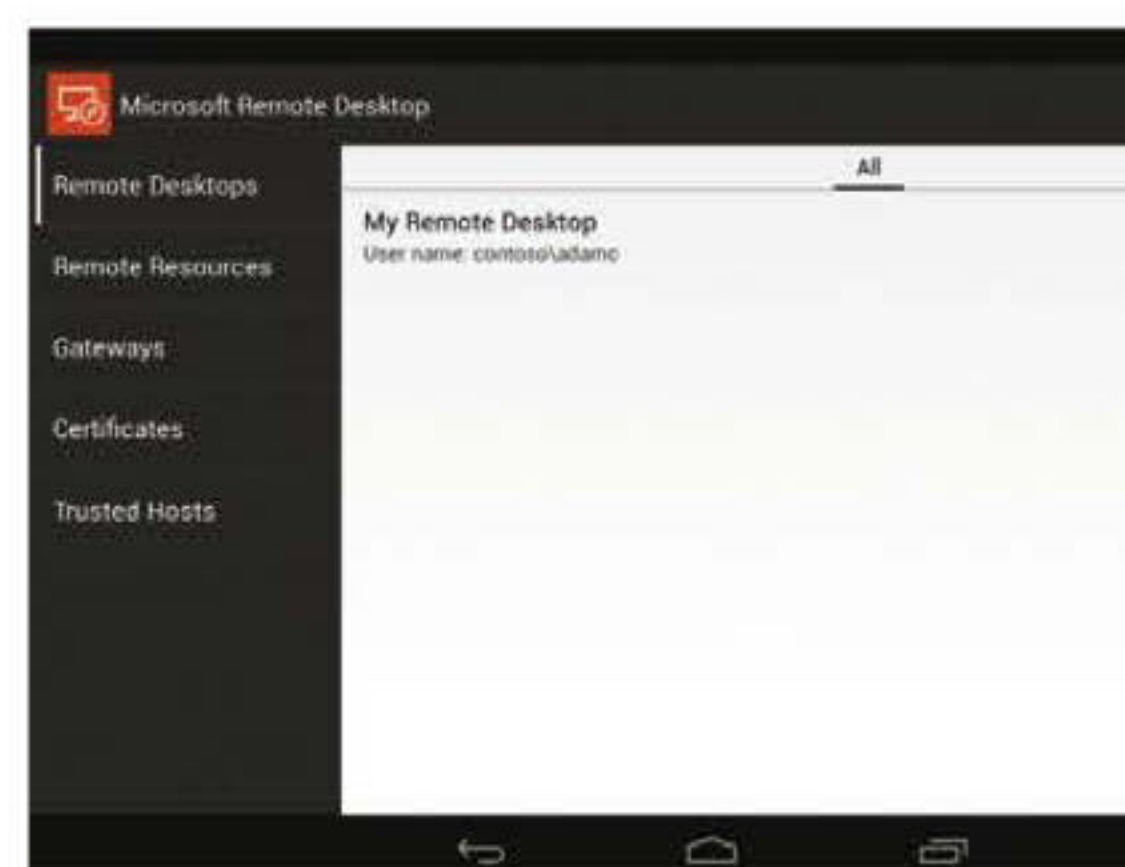 Microsoft Remote Desktop
Remote Desktops
Remote Resources
Gateways
Certificates
Trusted Hosts
All
My Remote Desktop
User name: contoso\adamc